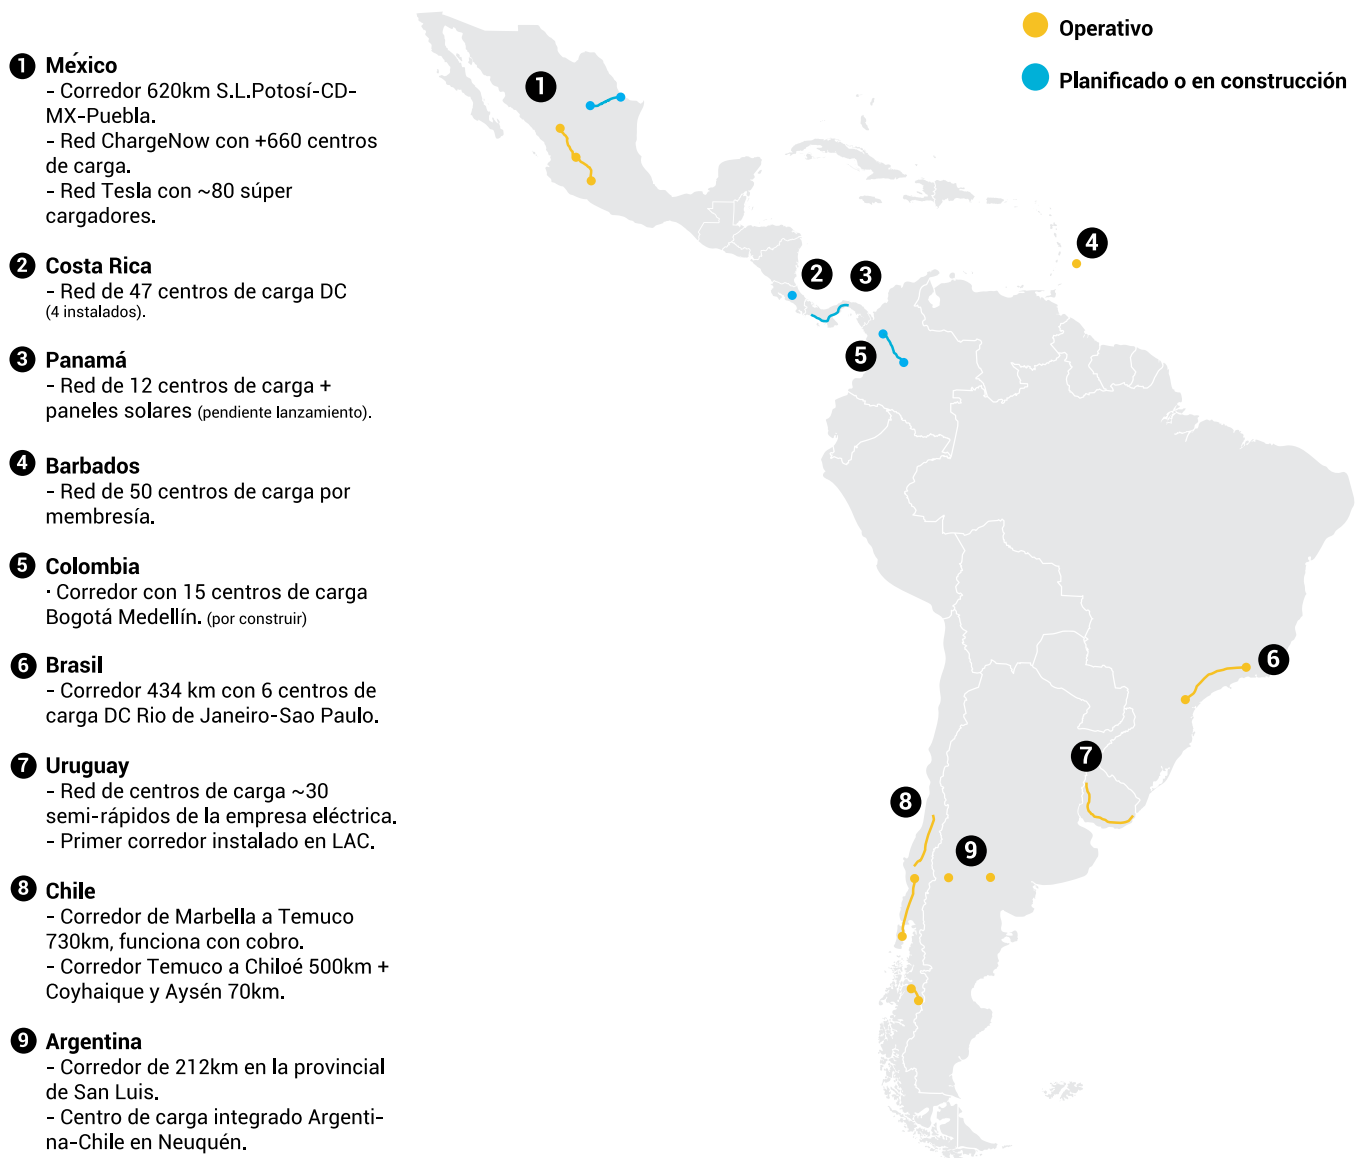 1 México
- Corredor 620km S.L.Potosí-CD-
MX-Puebla.
- Red ChargeNow con +660 centros
de carga.
- Red Tesla con ~80 súper
cargadores.
2 Costa Rica
- Red de 47 centros de carga DC
(4 instalados).
3 Panamá
- Red de 12 centros de carga +
paneles solares (pendiente lanzamiento).
4 Barbados
- Red de 50 centros de carga por
membresía.
5 Colombia
· Corredor con 15 centros de carga
Bogotá Medellín. (por construir)
6 Brasil
- Corredor 434 km con 6 centros de
carga DC Rio de Janeiro-Sao Paulo.
7 Uruguay
- Red de centros de carga ~30
semi-rápidos de la empresa eléctrica.
- Primer corredor instalado en LAC.
8 Chile
- Corredor de Marbella a Temuco
730km, funciona con cobro.
- Corredor Temuco a Chiloé 500km +
Coyhaique y Aysén 70km.
9 Argentina
- Corredor de 212km en la provincial
de San Luis.
- Centro de carga integrado Argenti-
na-Chile en Neuquén.
Operativo
Planificado o en construcción
1
2
3
4
5
6
7
8
9